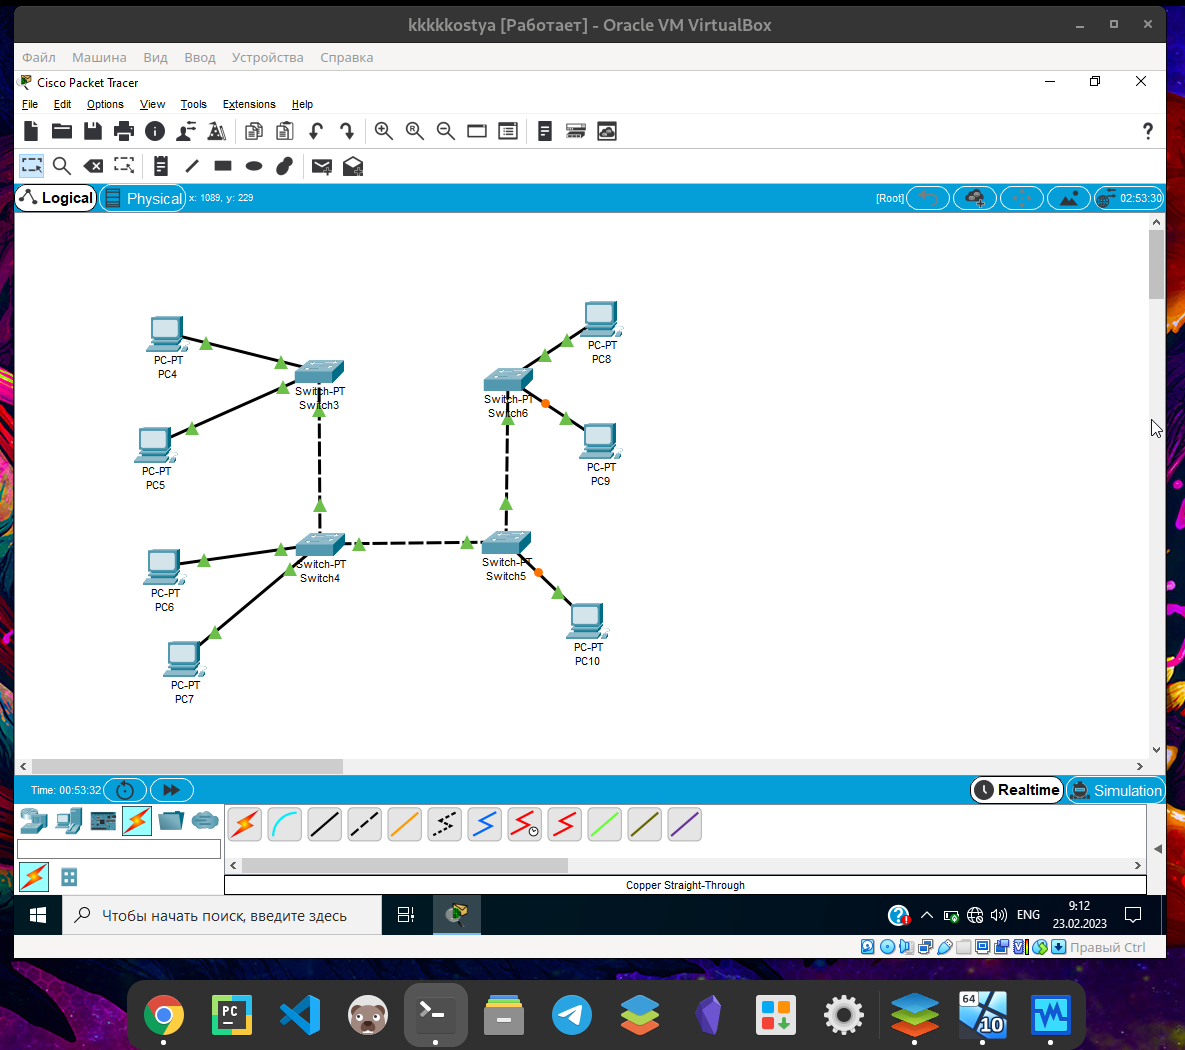 kkkkkostya [Работает] - Oracle VM VirtualBox
Файл Машина Вид Ввод Устройства Справка
Cisco Packet Tracer
File Edit Options View Tools Extensions Help
Logical Physical x: 1089, y: 229 [Root] 02:53:30
PC-PT
PC4
PC-PT
PC5
Switch-PT
Switch3
PC-PT
PC8
Switch-PT
Switch6
PC-PT
PC9
PC-PT
PC6
Switch-PT
Switch4
Switch-PT
Switch5
PC-PT
PC10
PC-PT
PC7
Time: 00:53:32 Realtime Simulation
Copper Straight-Through
Чтобы начать поиск, введите здесь
ENG
9:12
23.02.2023
Правый Ctrl
PC
64
10